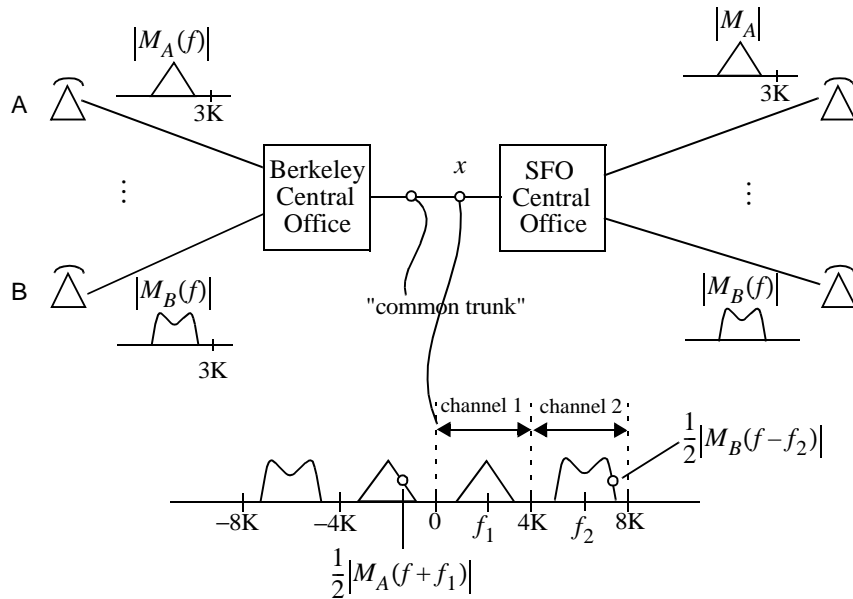 |M_A(f)|
|M_A|
3K
3K
A
Berkeley
Central
Office
x
SFO
Central
Office
⋮
⋮
B
|M_B(f)|
3K
"common trunk"
|M_B(f)|
channel 1
channel 2
1/2|M_B(f–f_2)|
–8K
–4K
0
f_1
4K
f_2
8K
1/2|M_A(f+f_1)|